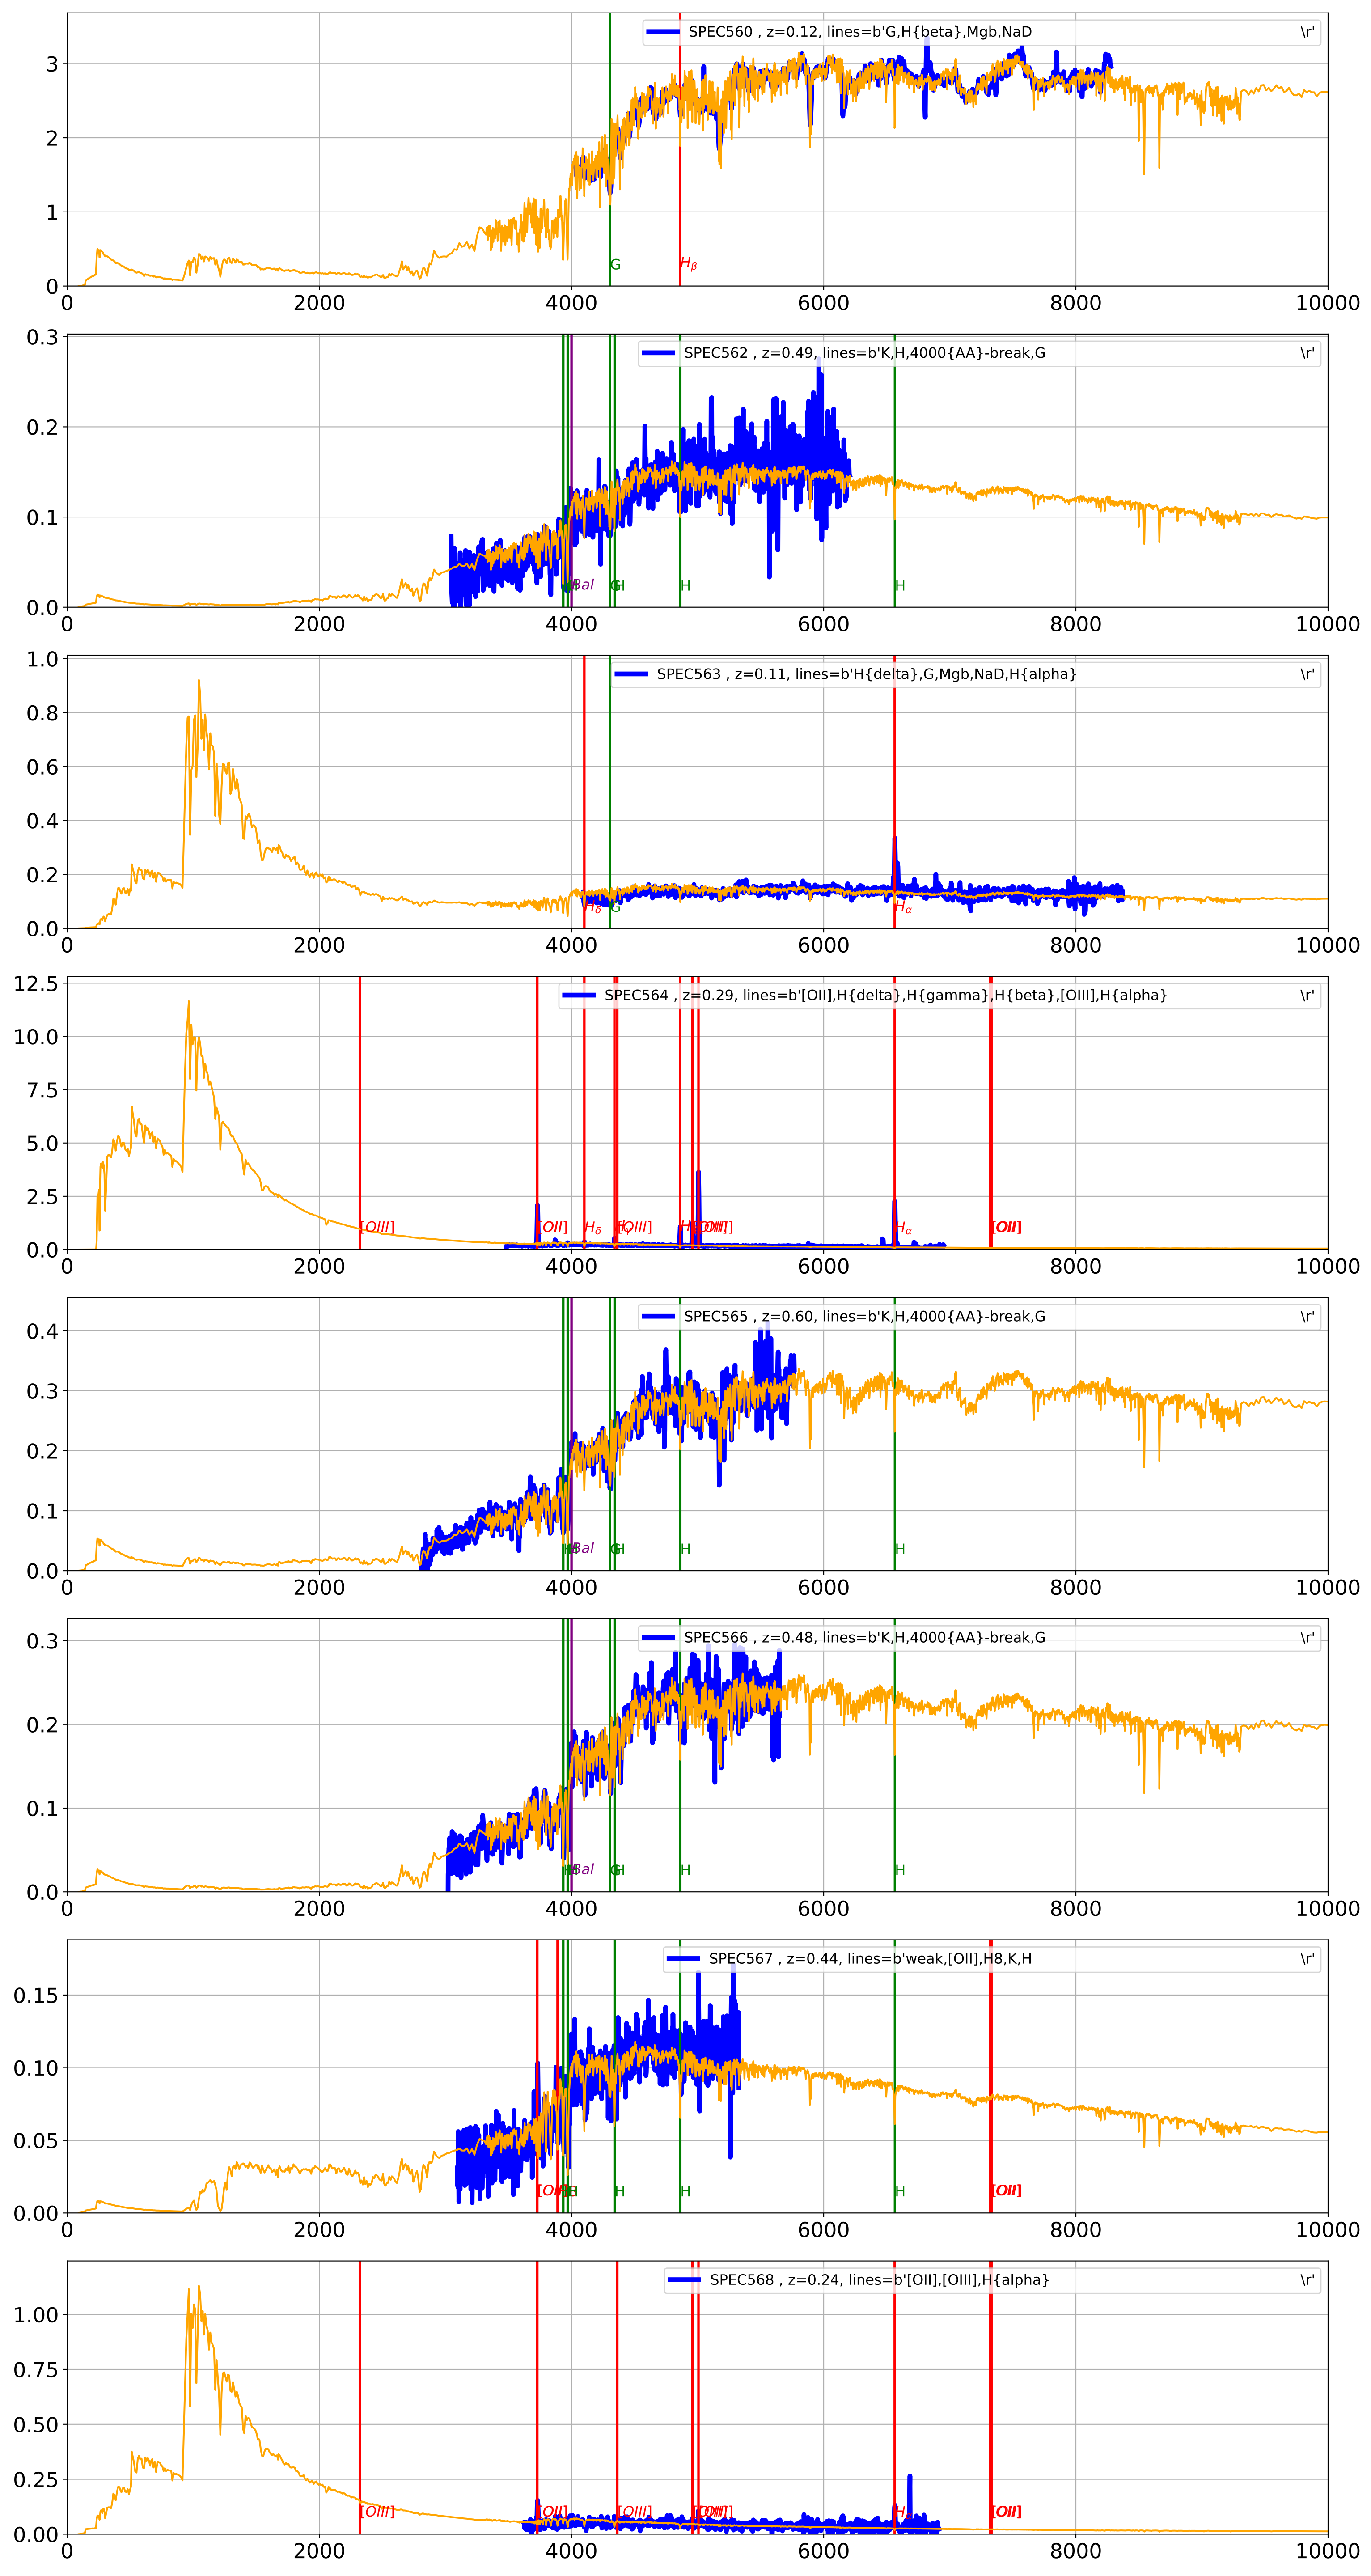 SPEC560 , z=0.12, lines=b'G,H{beta},Mgb,NaD \r'
3
2
1
0
G
Hβ
0 2000 4000 6000 8000 10000
SPEC562 , z=0.49, lines=b'K,H,4000{AA}-break,G \r'
0.3
0.2
0.1
0.0
Bal
G
H
H
H
0 2000 4000 6000 8000 10000
SPEC563 , z=0.11, lines=b'H{delta},G,Mgb,NaD,H{alpha} \r'
1.0
0.8
0.6
0.4
0.2
0.0
Hδ
G
Hα
0 2000 4000 6000 8000 10000
SPEC564 , z=0.29, lines=b'[OII],H{delta},H{gamma},H{beta},[OIII],H{alpha} \r'
12.5
10.0
7.5
5.0
2.5
0.0
[OIII]
[OII]
Hδ
[OIII]
[OIII]
Hα
[OII]
0 2000 4000 6000 8000 10000
SPEC565 , z=0.60, lines=b'K,H,4000{AA}-break,G \r'
0.4
0.3
0.2
0.1
0.0
Bal
G
H
H
H
0 2000 4000 6000 8000 10000
SPEC566 , z=0.48, lines=b'K,H,4000{AA}-break,G \r'
0.3
0.2
0.1
0.0
Bal
G
H
H
H
0 2000 4000 6000 8000 10000
SPEC567 , z=0.44, lines=b'weak,[OII],H8,K,H \r'
0.15
0.10
0.05
0.00
H
H
H
[OII]
0 2000 4000 6000 8000 10000
SPEC568 , z=0.24, lines=b'[OII],[OIII],H{alpha} \r'
1.00
0.75
0.50
0.25
0.00
[OIII]
[OII]
[OIII]
[OIII]
[OII]
0 2000 4000 6000 8000 10000